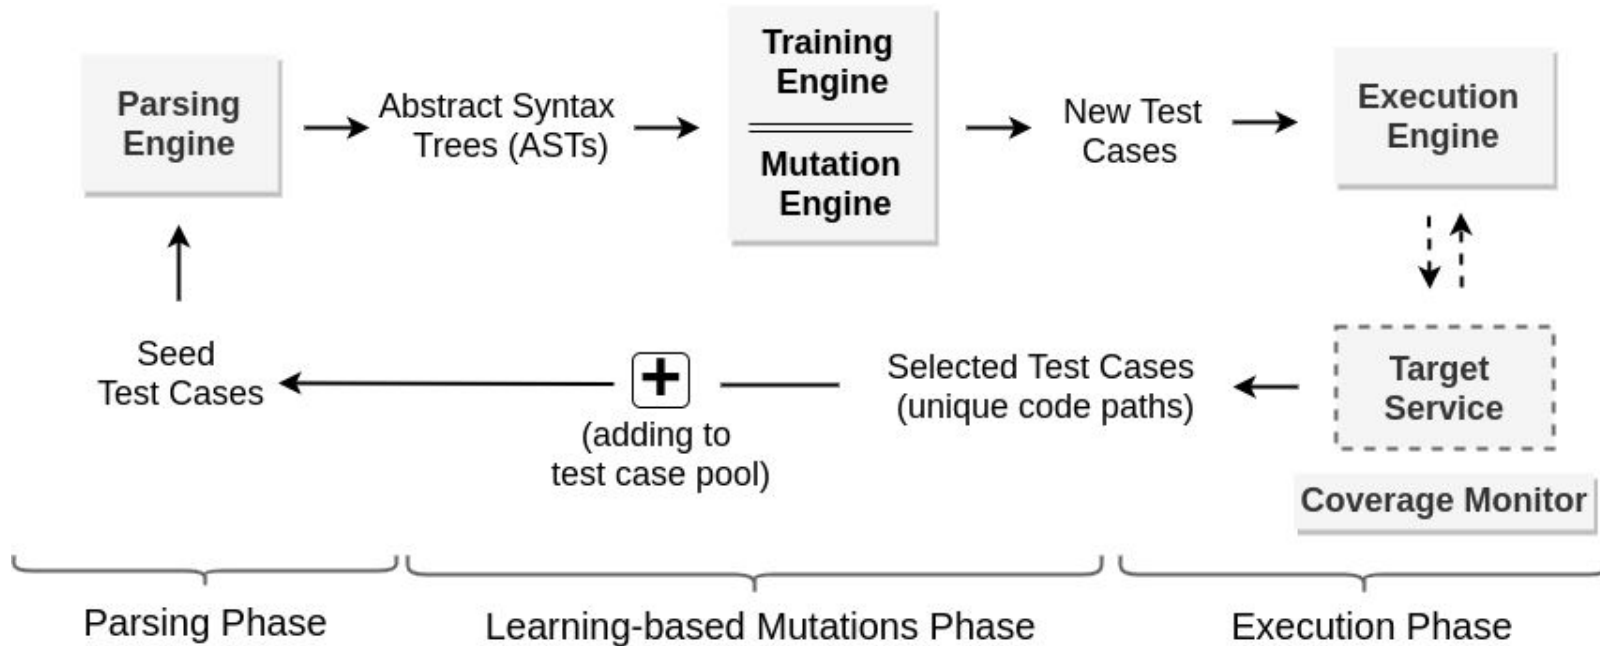 Parsing
Engine
Abstract Syntax
Trees (ASTs)
Training
Engine
Mutation
Engine
New Test
Cases
Execution
Engine
Seed
Test Cases
+
(adding to
test case pool)
Selected Test Cases
(unique code paths)
Target
Service
Coverage Monitor
Parsing Phase
Learning-based Mutations Phase
Execution Phase